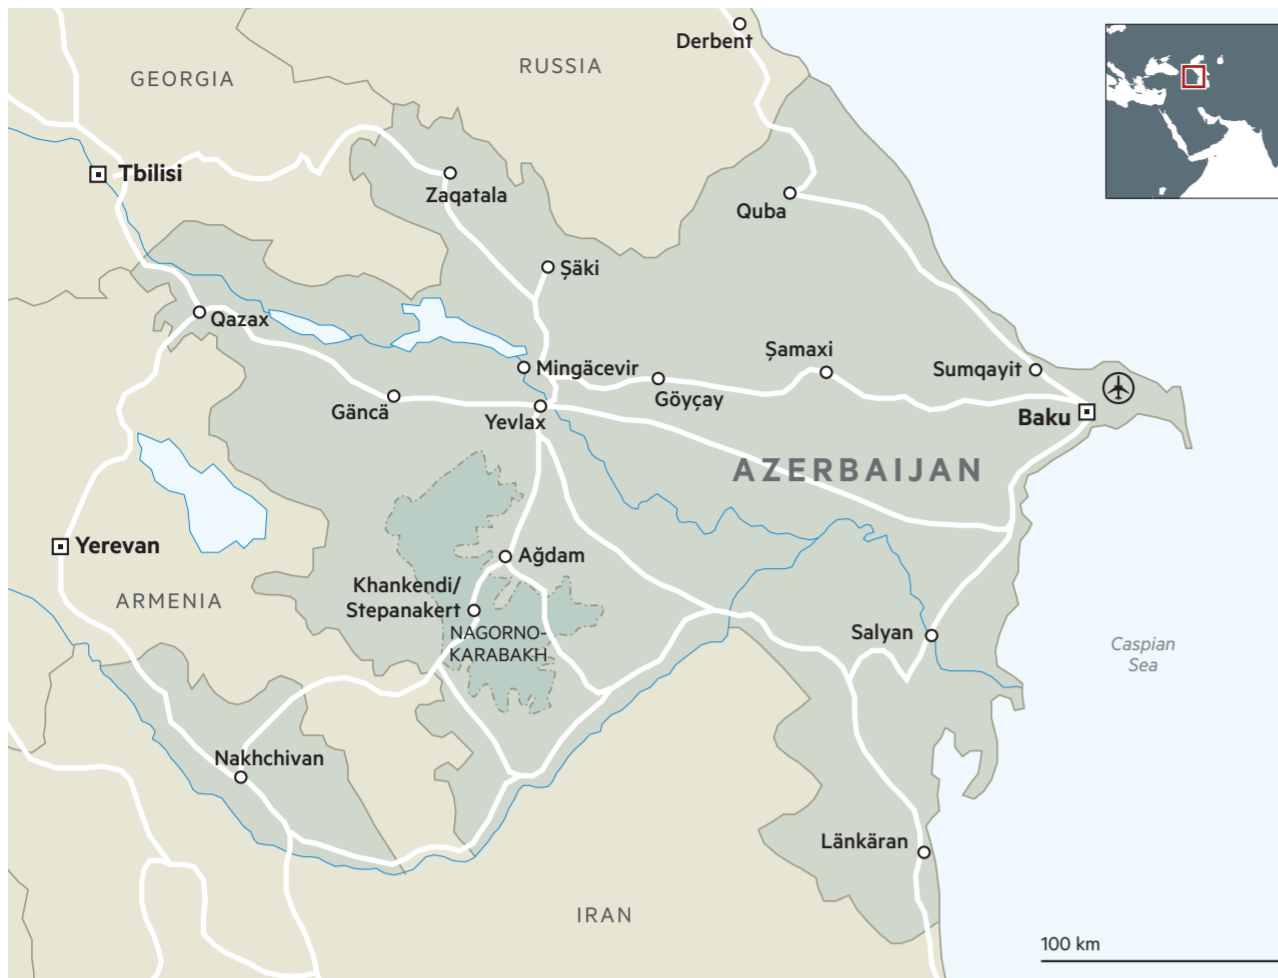 Derbent
GEORGIA
RUSSIA
Tbilisi
Zaqatala
Quba
Şäki
Qazax
Şamaxi
Mingäcevir
Sumqayit
Göyçay
Gäncä
Yevlax
Baku
AZERBAIJAN
Yerevan
Ağdam
Khankendi/
Stepanakert
ARMENIA
NAGORNO-
KARABAKH
Salyan
Caspian
Sea
Nakhchivan
Länkäran
IRAN
100 km